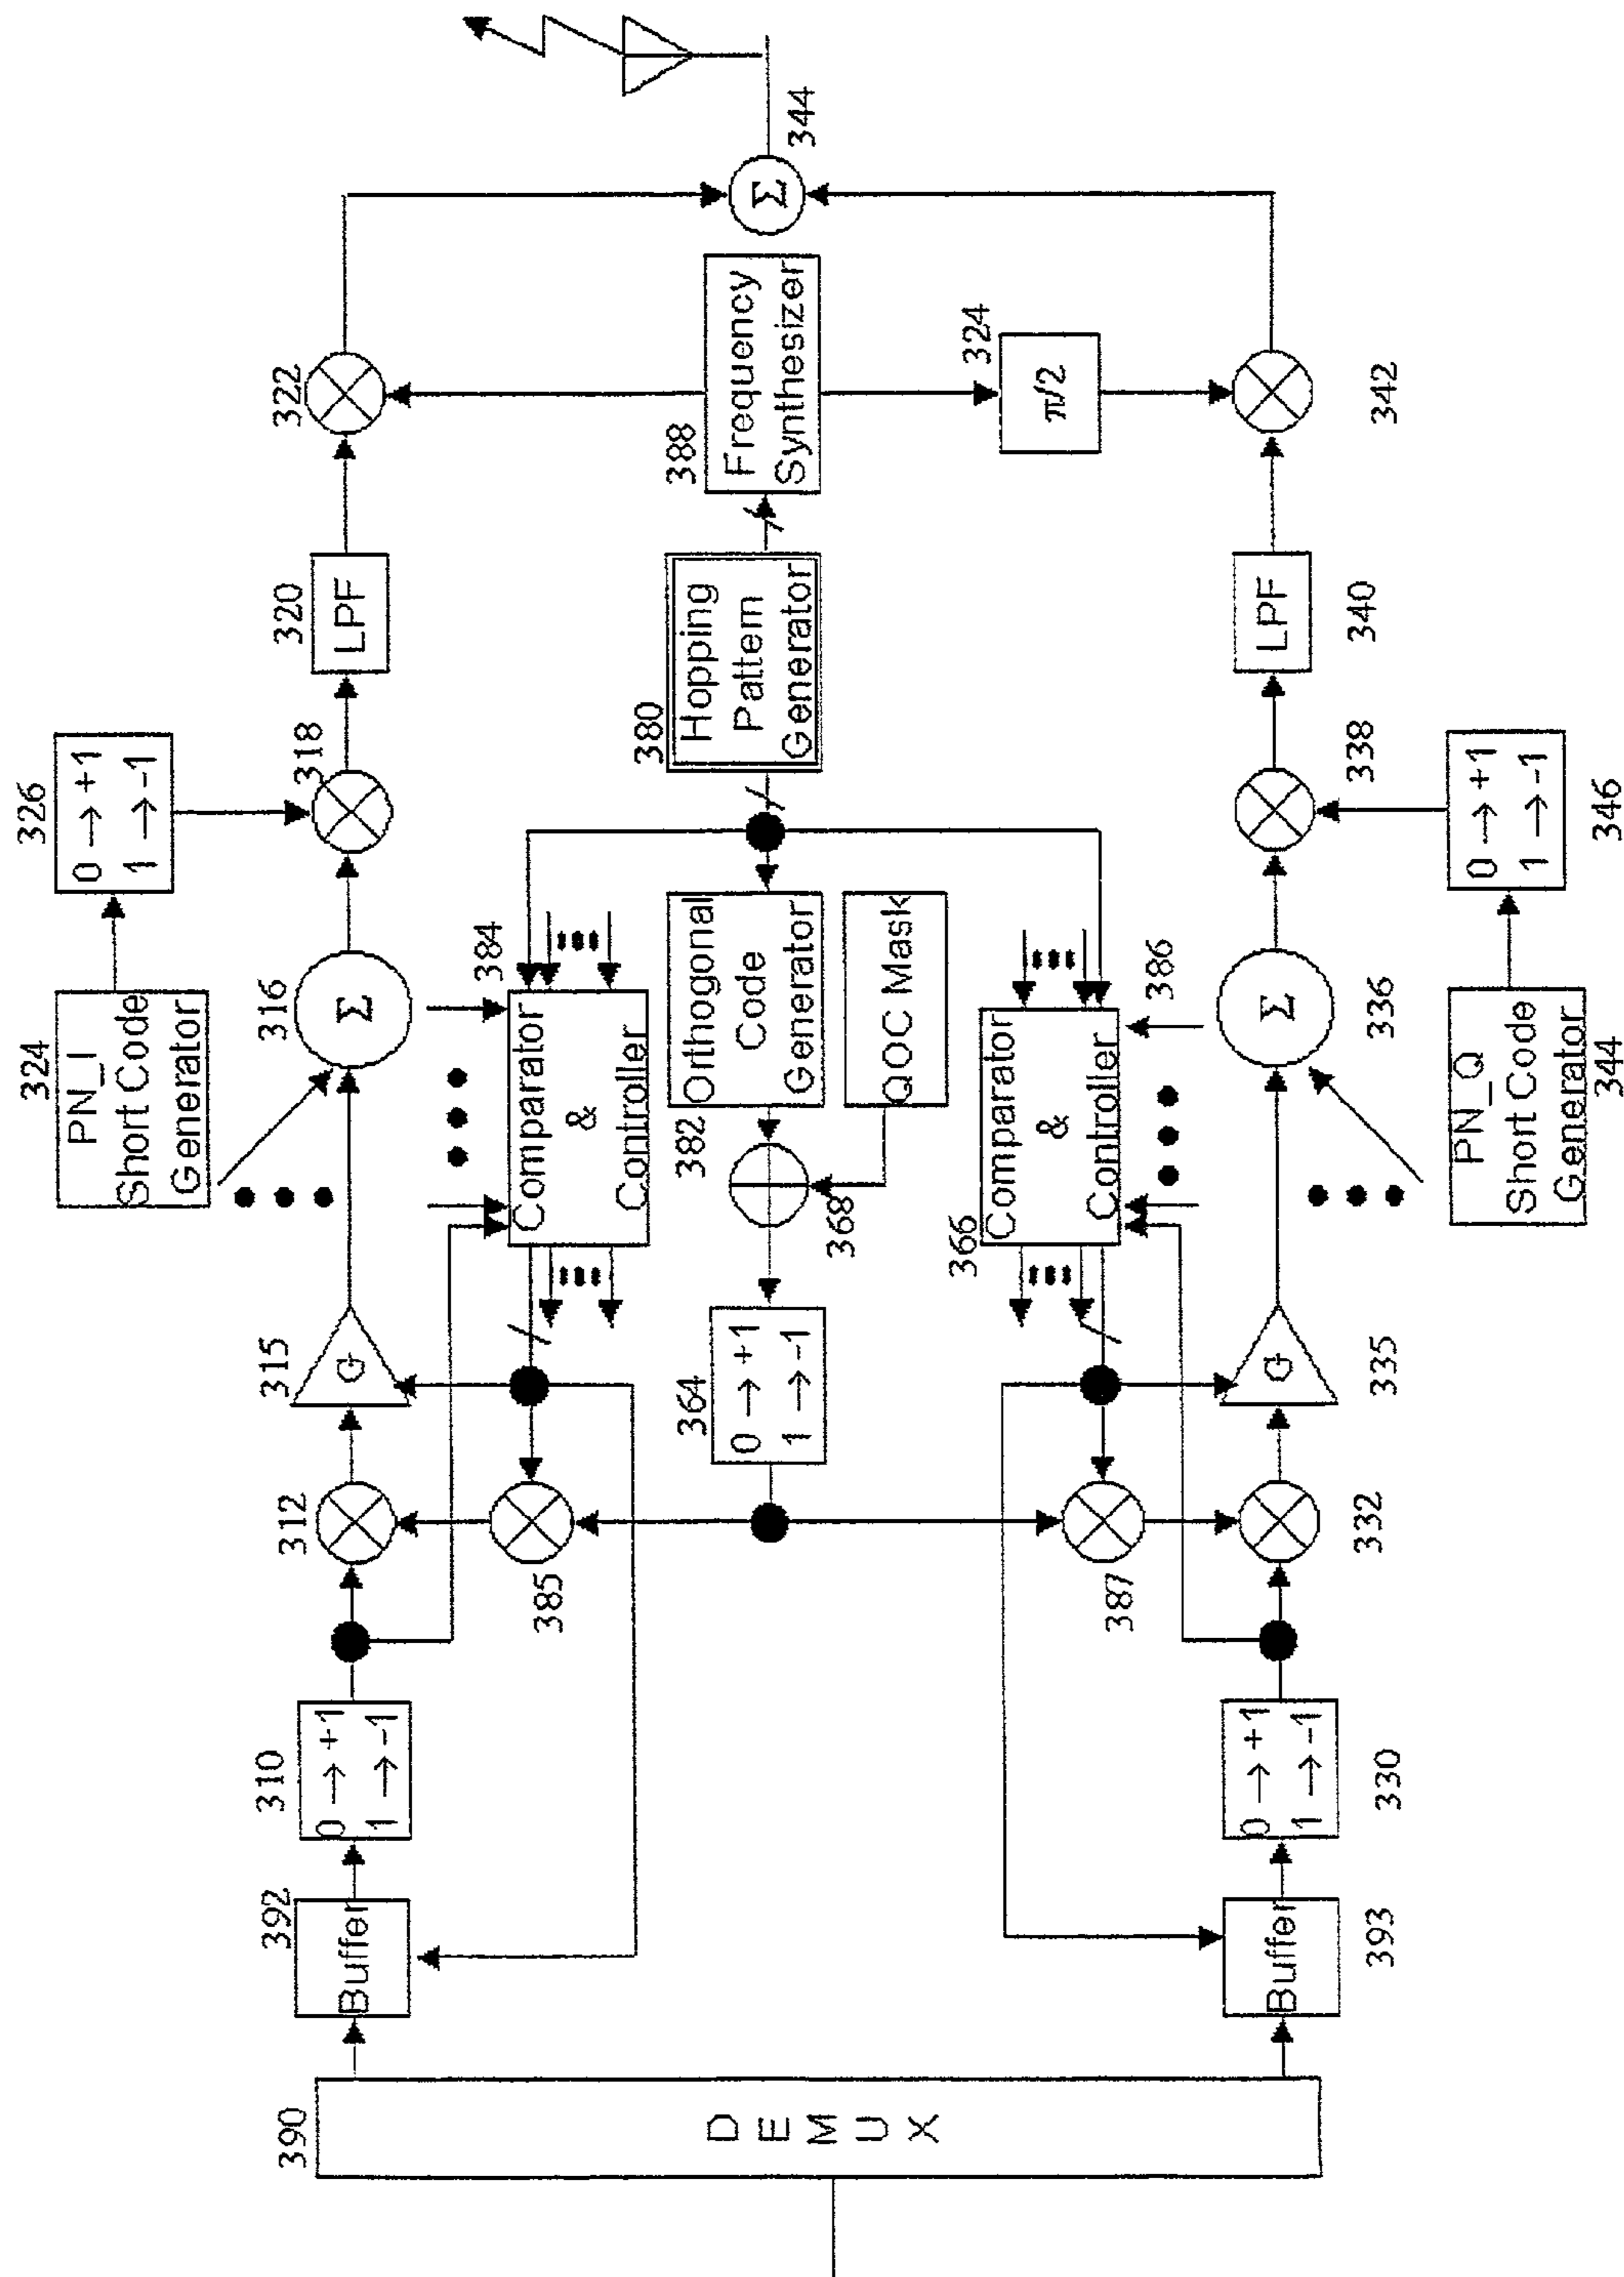 324
PN_I
Short Code
Generator
326
0 → +1
1 → -1
390
D
E
M
U
X
392
Buffer
310
0 → +1
1 → -1
312
315
G
316
Σ
318
320
LPF
322
385
384
Comparator
&
Controller
364
0 → +1
1 → -1
382
Orthogonal
Code
Generator
368
QOC Mask
380
Hopping
Pattern
Generator
388
Frequency
Synthesizer
Σ
344
324
π/2
387
366
Comparator
&
Controller
386
Buffer
393
0 → +1
1 → -1
330
332
G
335
Σ
336
338
LPF
340
342
PN_Q
Short Code
Generator
344
0 → +1
1 → -1
346